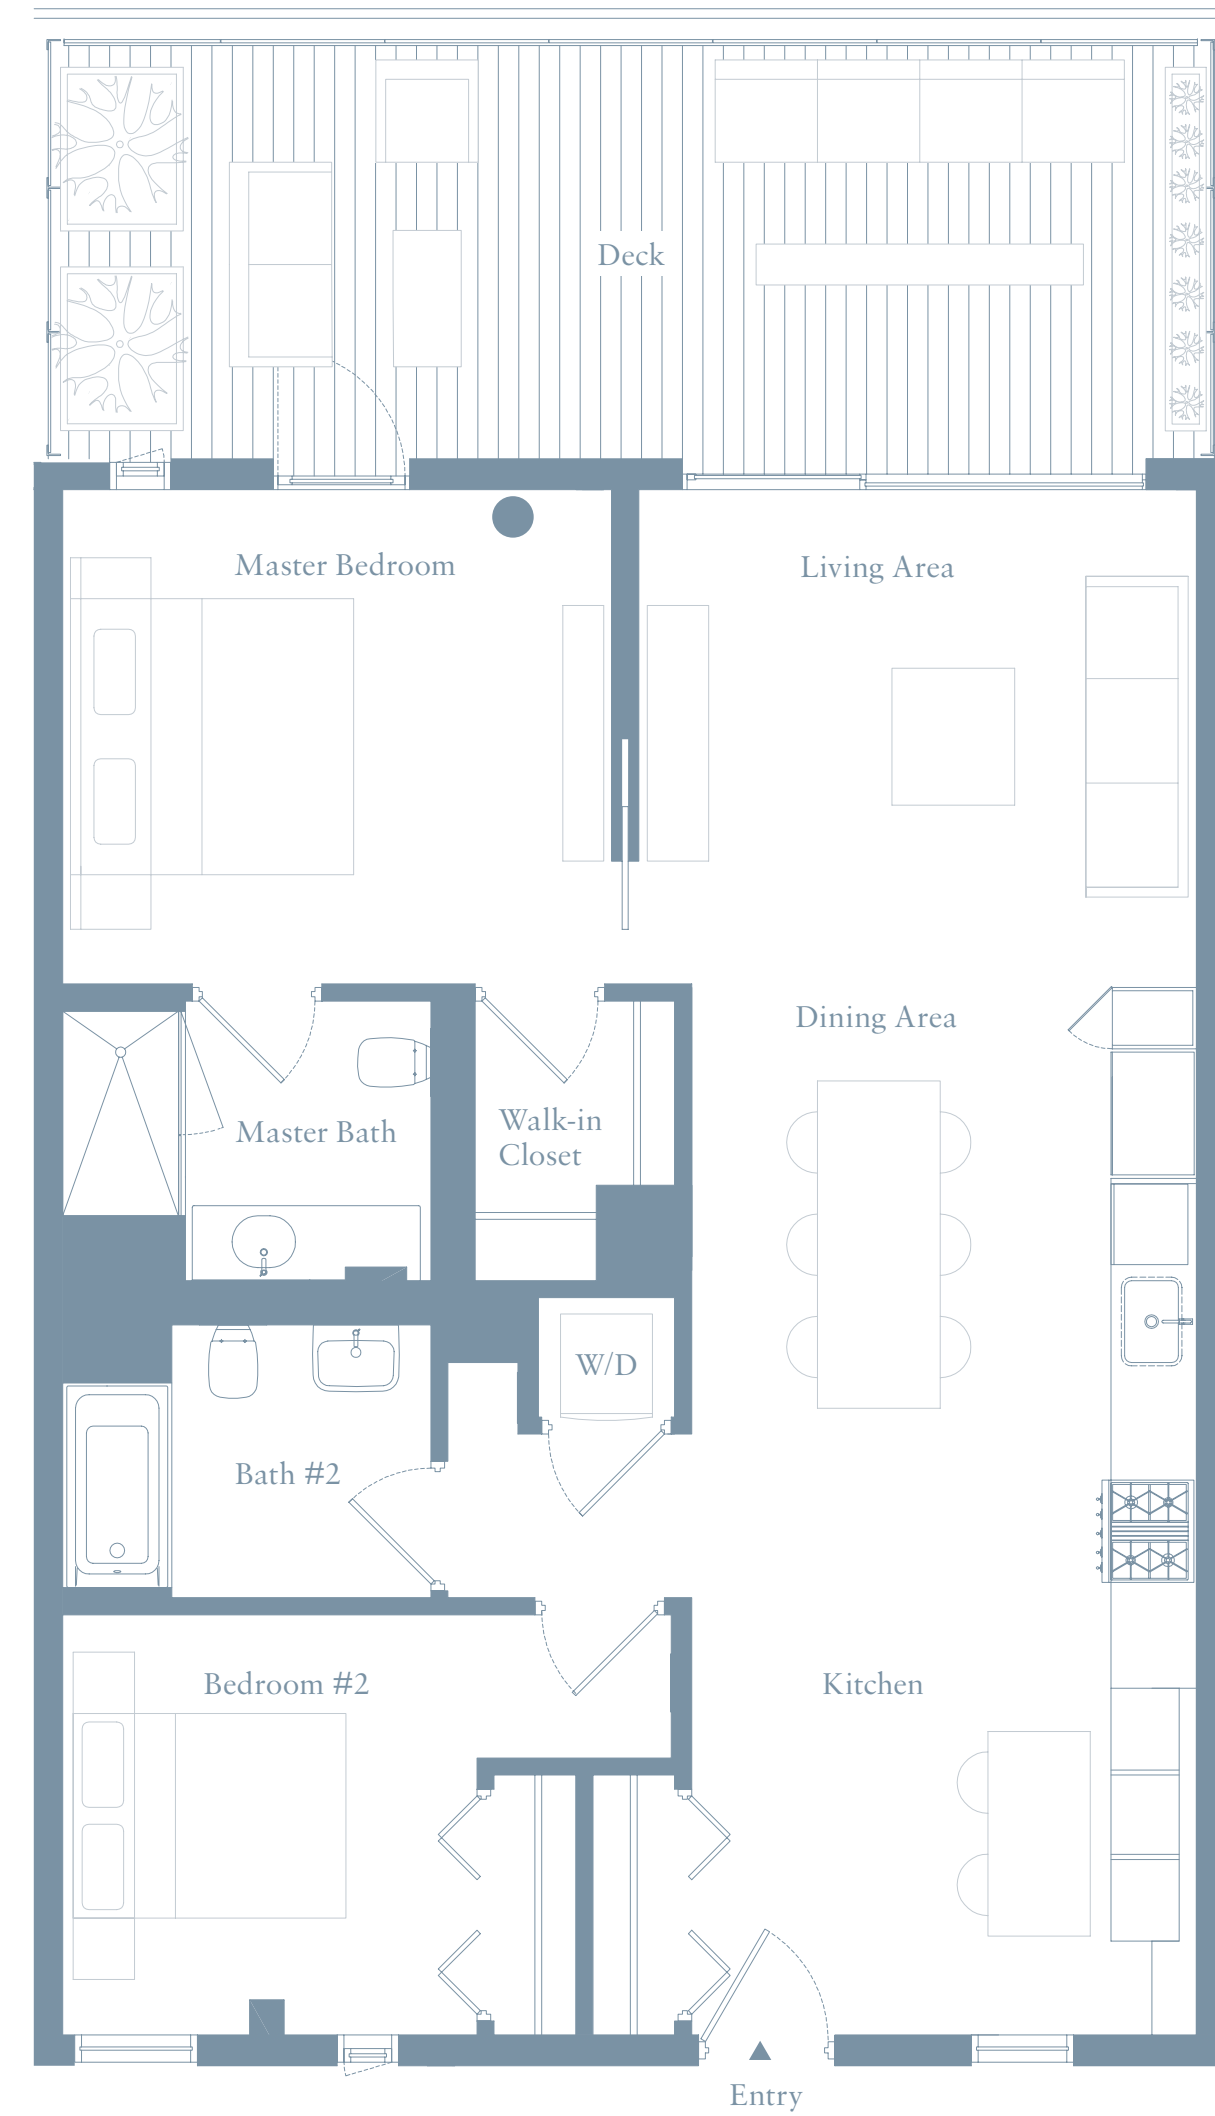 Deck
Master Bedroom
Living Area
Dining Area
Master Bath
Walk-in
Closet
W/D
Bath #2
Bedroom #2
Kitchen
Entry